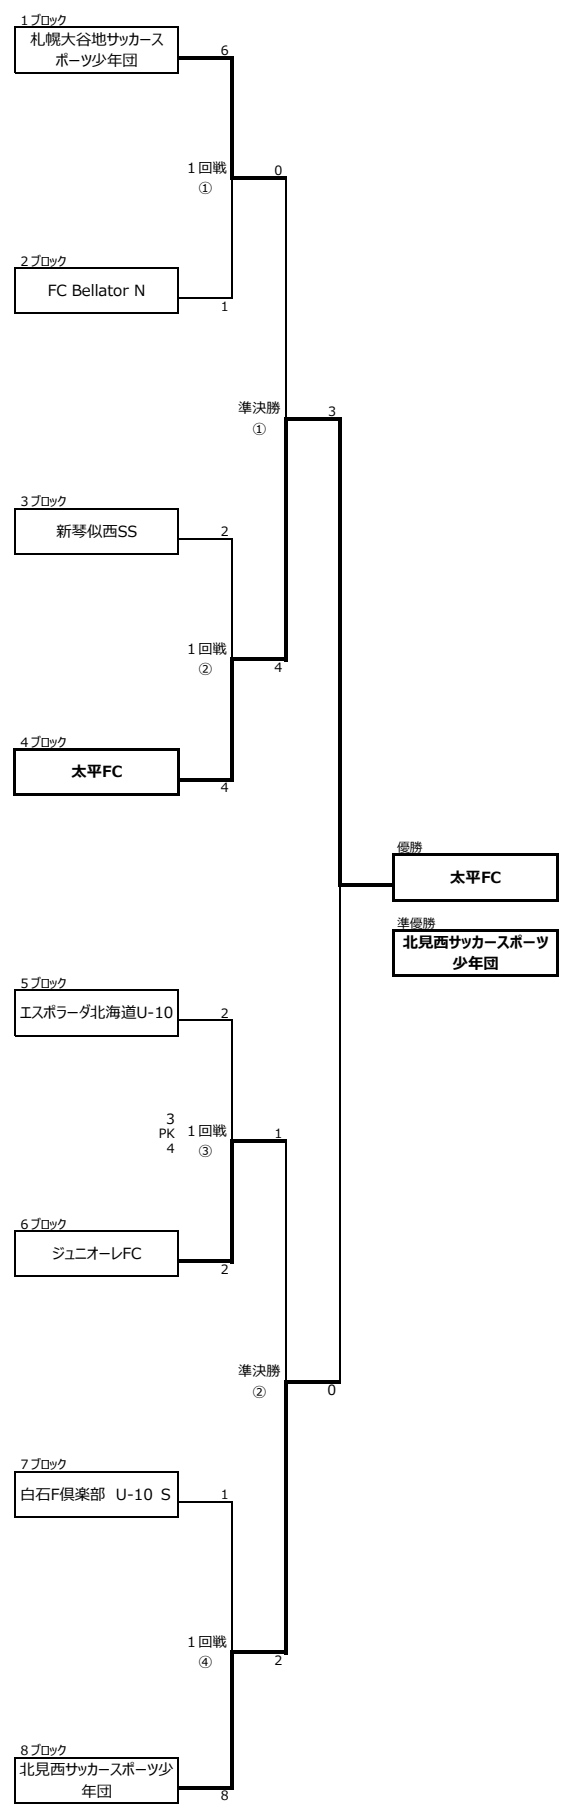 1ブロック
札幌大谷地サッカース
ポーツ少年団
6
1回戦
①
0
2ブロック
FC Bellator N
1
準決勝
①
3
3ブロック
新琴似西SS
2
1回戦
②
4
4ブロック
太平FC
4
優勝
太平FC
準優勝
北見西サッカースポーツ
少年団
5ブロック
エスポラーダ北海道U-10
2
3
PK
4
1回戦
③
1
6ブロック
ジュニオーレFC
2
準決勝
②
0
7ブロック
白石F倶楽部　U-10 S
1
1回戦
④
2
8ブロック
北見西サッカースポーツ少
年団
8